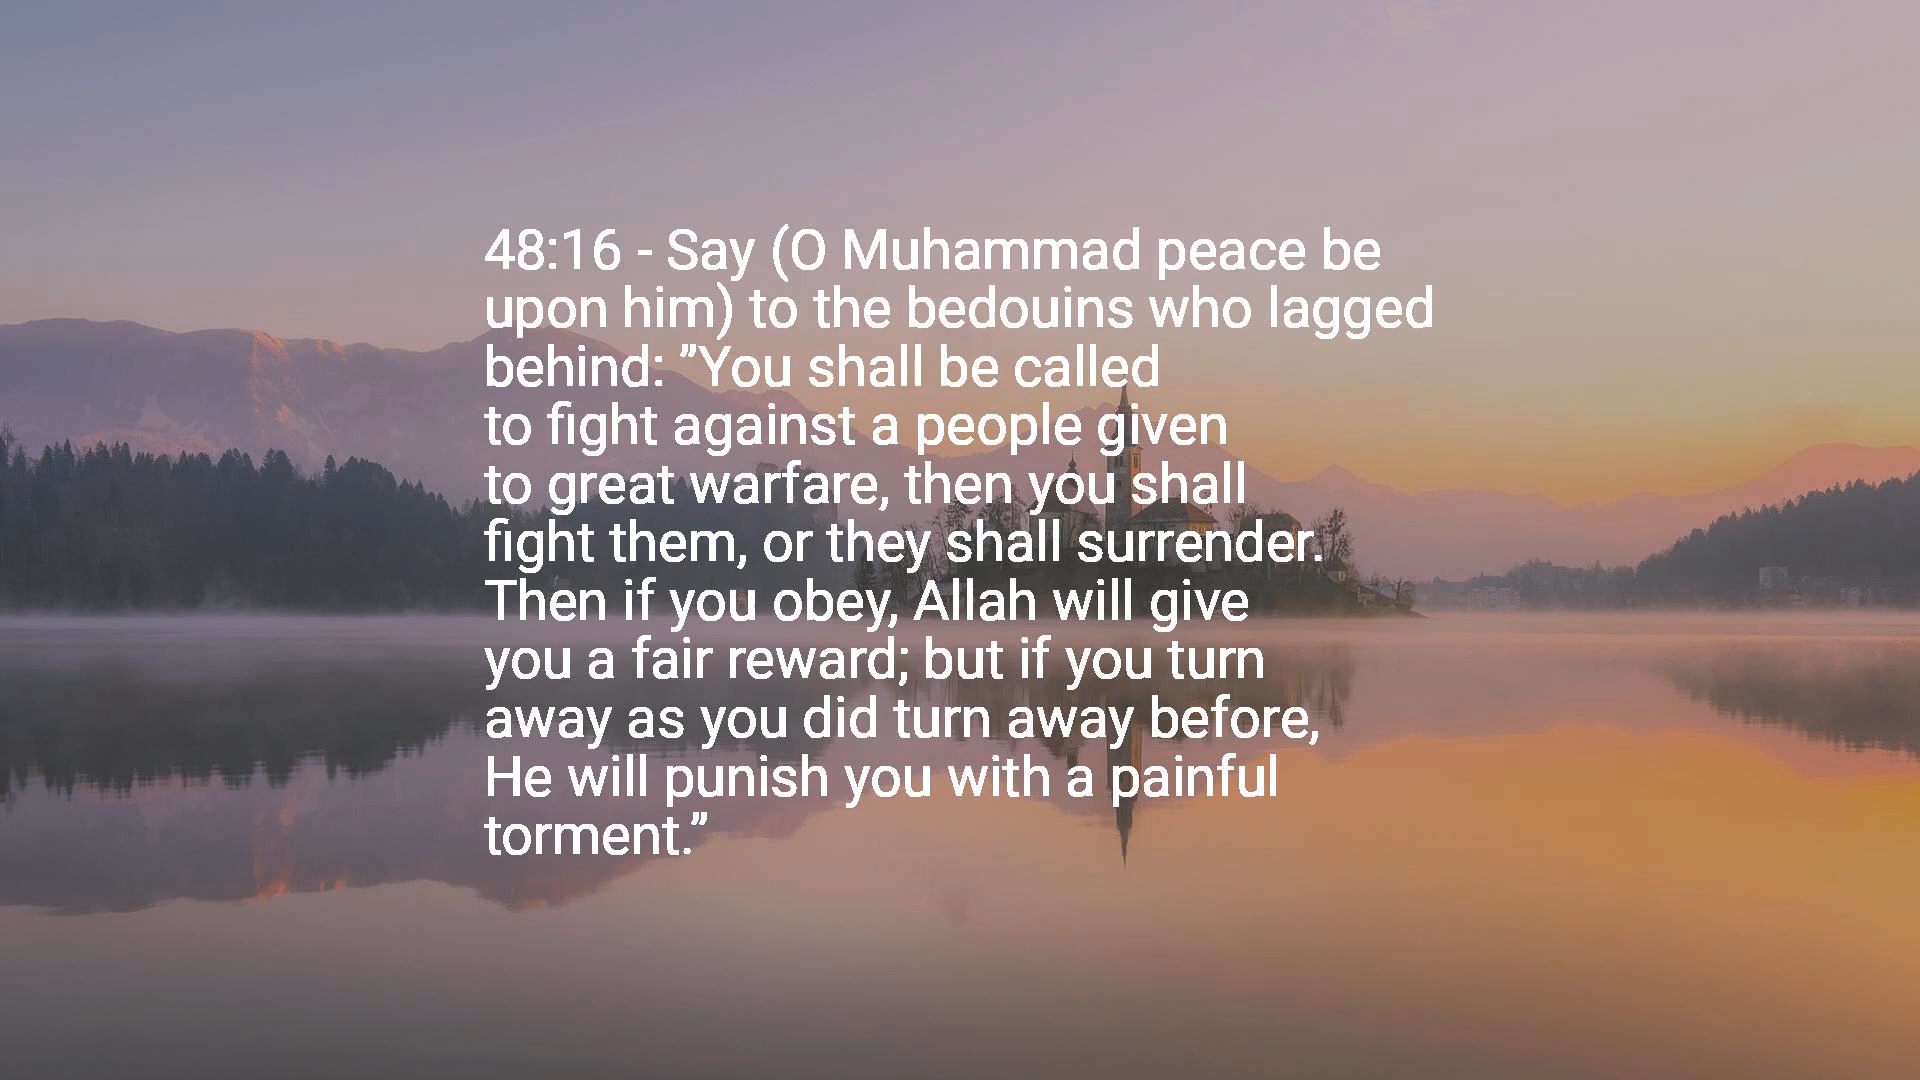 48:16 - Say (O Muhammad peace be
upon him) to the bedouins who lagged
behind: ”You shall be called
to fight against a people given
to great warfare, then you shall
fight them, or they shall surrender.
Then if you obey, Allah will give
you a fair reward; but if you turn
away as you did turn away before,
He will punish you with a painful
torment.”